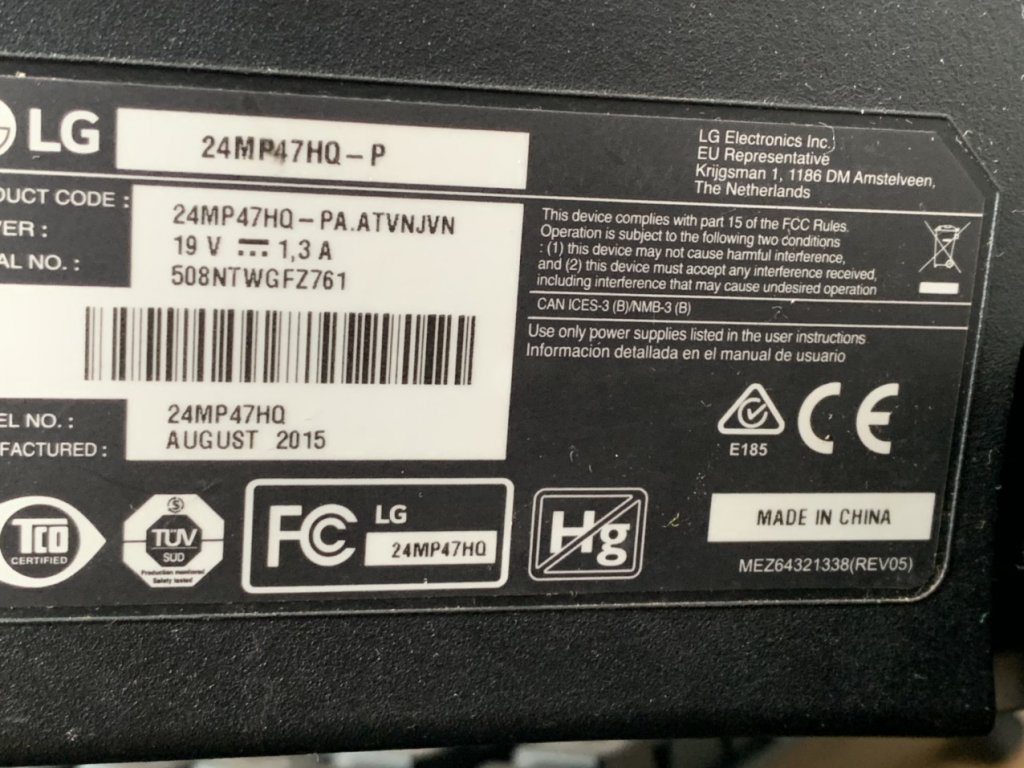 LG
24MP47HQ-P
LG Electronics Inc.
EU Representative
Krijgsman 1, 1186 DM Amstelveen,
The Netherlands
DUCT CODE :
24MP47HQ-PA.ATVNJVN
ER :
19 V 1,3 A
AL NO. :
508NTWGFZ761
This device complies with part 15 of the FCC Rules.
Operation is subject to the following two conditions
: (1) this device may not cause harmful interference,
and (2) this device must accept any interference received,
including interference that may cause undesired operation
CAN ICES-3 (B)/NMB-3 (B)
Use only power supplies listed in the user instructions
Información detallada en el manual de usuario
EL NO. :
24MP47HQ
FACTURED :
AUGUST 2015
E185
CE
TCO
CERTIFIED
S
TÜV
SÜD
Production monitored
Safety tested
FC
LG
24MP47HQ
Hg
MADE IN CHINA
MEZ64321338(REV05)